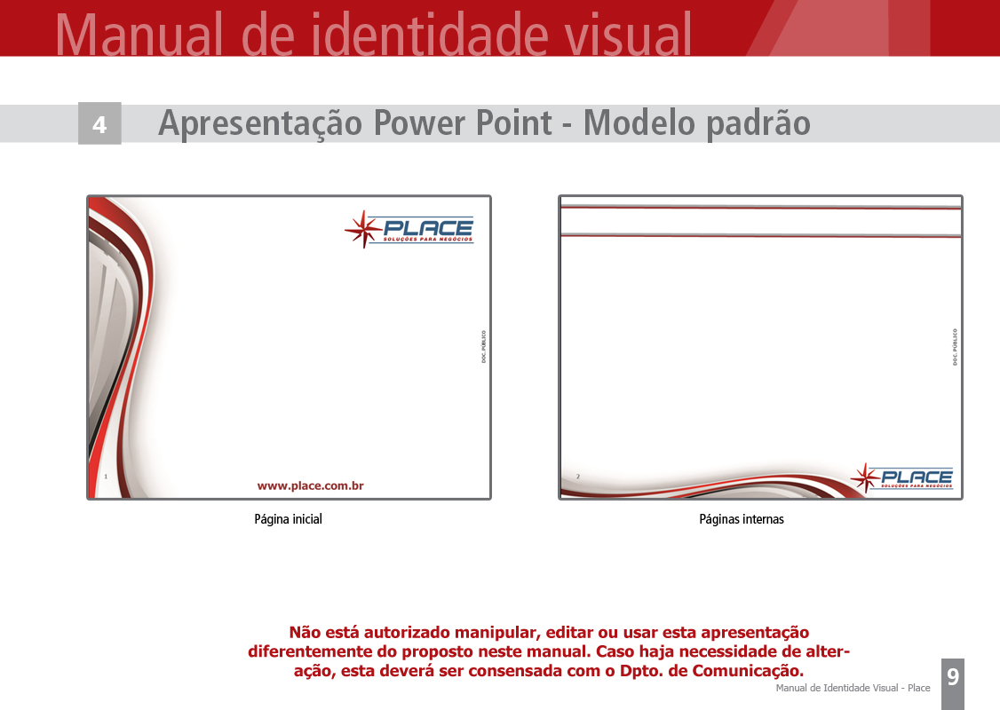 Manual de identidade visual
4
Apresentação Power Point - Modelo padrão
PLACE
SOLUÇÕES PARA NEGÓCIOS
DOC. PÚBLICO
1
www.place.com.br
Página inicial
DOC. PÚBLICO
2
PLACE
SOLUÇÕES PARA NEGÓCIOS
Páginas internas
Não está autorizado manipular, editar ou usar esta apresentação
diferentemente do proposto neste manual. Caso haja necessidade de alter-
ação, esta deverá ser consensada com o Dpto. de Comunicação.
Manual de Identidade Visual - Place
9